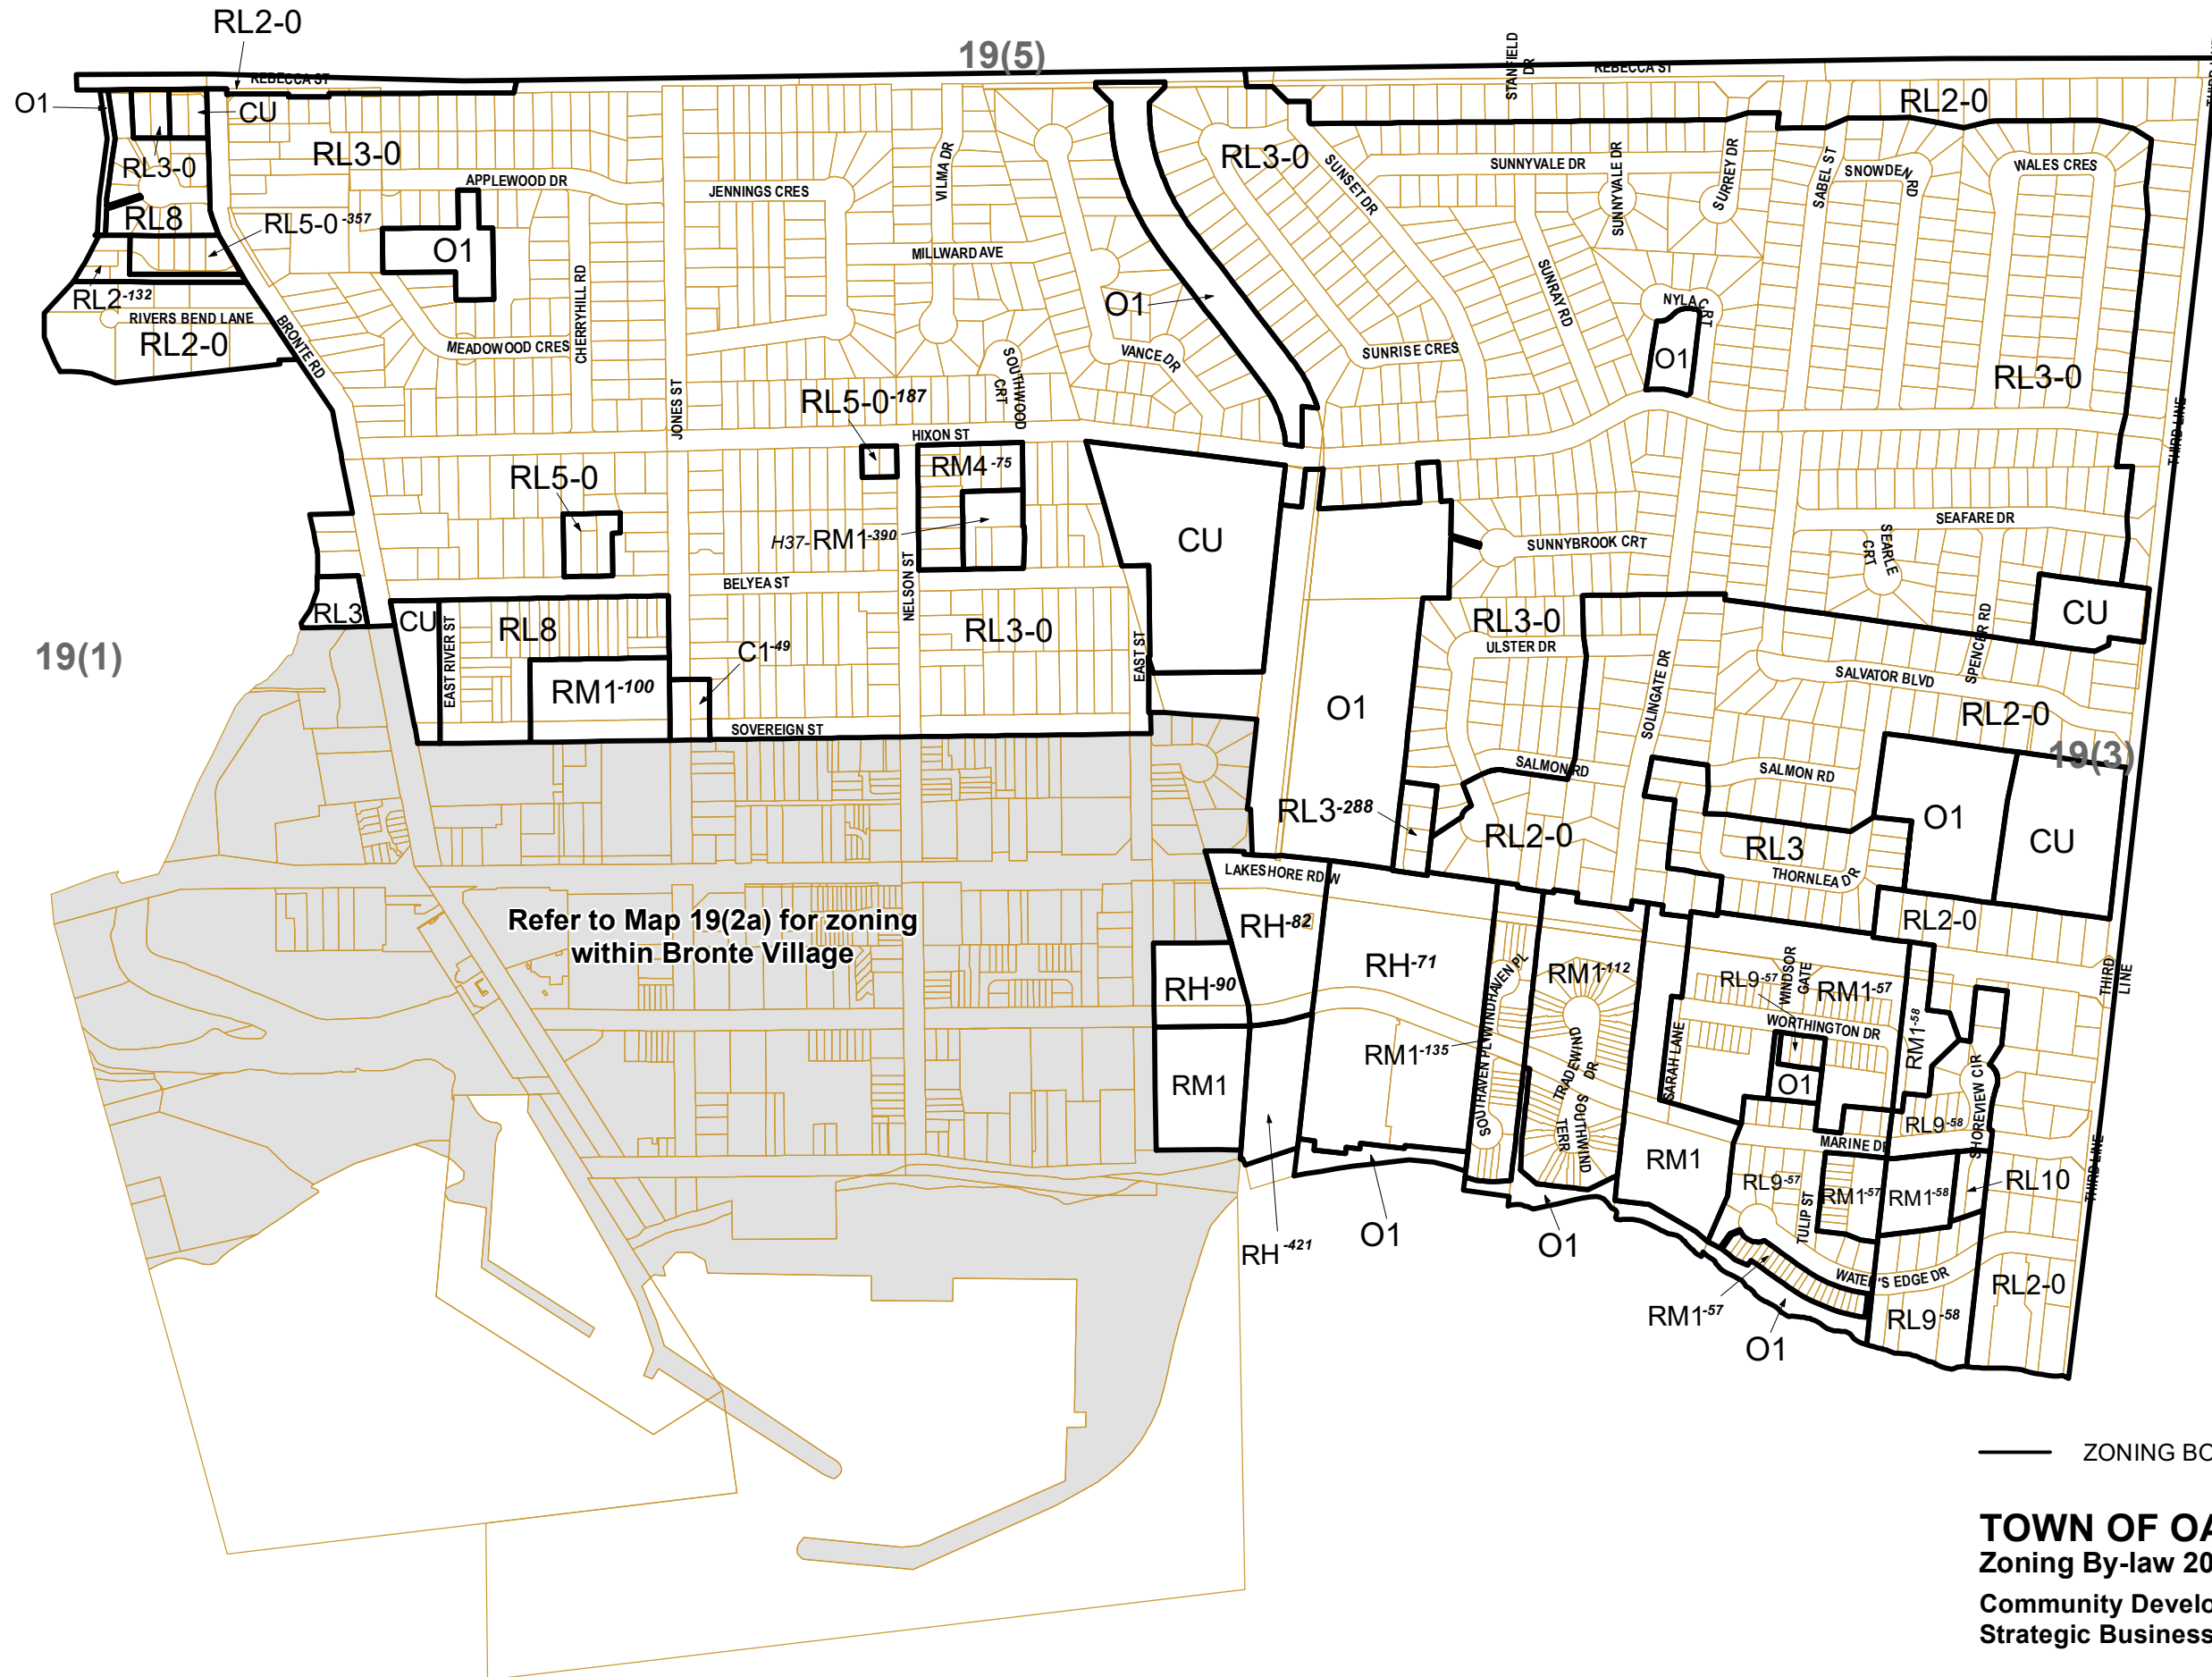 RL2-0
19(5)
STANFIELD
DR
REBECCA ST
REBECCA ST
O1
CU
RL3-0
RL3-0
RL2-0
RL3-0
APPLEWOOD DR
JENNINGS CRES
VILMA DR
SUNSET DR
SUNNYVALE DR
SUNNYVALE DR
SURREY DR
SABEL ST
SNOWDEN RD
WALES CRES
RL8
RL5-0-357
O1
MILLWARD AVE
RL2-132
RIVERS BEND LANE
RL2-0
BRONTE RD
MEADOWOOD CRES
CHERRYHILL RD
O1
VANCE DR
SUNRISE CRES
SUNRAY RD
NYLA CRT
O1
RL3-0
SOUTHWOOD
CRT
JONES ST
RL5-0-187
HIXON ST
THIRD LINE
RL5-0
RM4-75
H37-RM1-390
CU
SUNNYBROOK CRT
SEAFARE DR
SEARLE
CRT
BELYEA ST
NELSON ST
RL3
CU
EAST RIVER ST
RL8
RL3-0
EAST ST
RL3-0
ULSTER DR
CU
SPENCER RD
19(1)
C1-49
RM1-100
SOVEREIGN ST
O1
SOLINGATE DR
SALVATOR BLVD
RL2-0
19(3)
SALMON RD
SALMON RD
RL3-288
RL2-0
RL3
THORNLEA DR
O1
CU
LAKESHORE RD W
Refer to Map 19(2a) for zoning
within Bronte Village
RH-82
RL2-0
RH-90
RH-71
WINDHAVEN PL
RM1-112
RL9-57
WINDSOR
GATE
RM1-57
THIRD
LINE
WORTHINGTON DR
RM1-58
RM1-135
SOUTHAVEN PL
TRADEWIND
DR
SARAH LANE
O1
RM1
SOUTHWIND
TERR
RL9-58
SHOREVIEW CIR
MARINE DR
RM1
RL9-57
TULIP ST
RM1-57
RM1-58
RL10
THIRD LINE
RH-421
O1
O1
WATER'S EDGE DR
RL2-0
RM1-57
O1
RL9-58
ZONING BO
TOWN OF OA
Zoning By-law 20
Community Develo
Strategic Business